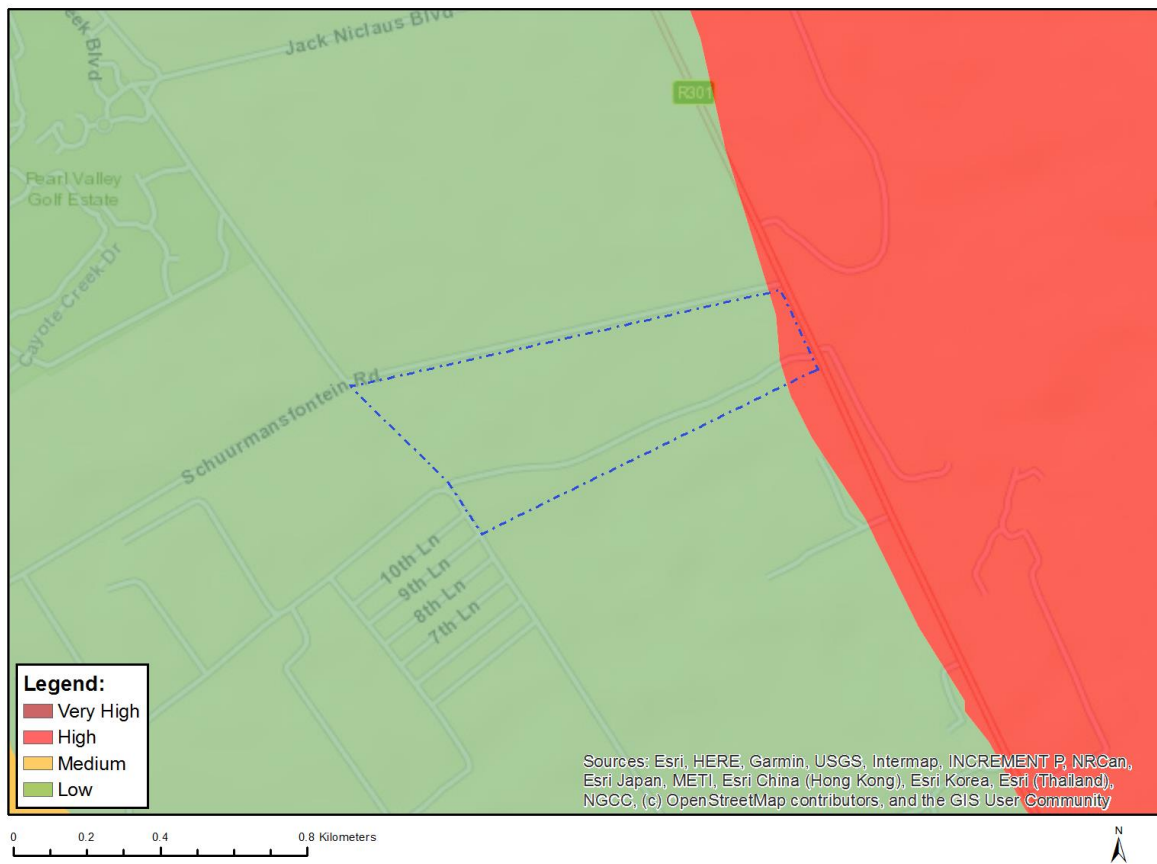 eek Blvd
Jack Niclaus Blvd
R301
Pearl Valley
Golf Estate
Cayote Creek Dr
Schuurmansfontein Rd
10th Ln
9th Ln
8th Ln
7th Ln
Legend:
Very High
High
Medium
Low
Sources: Esri, HERE, Garmin, USGS, Intermap, INCREMENT P, NRCan,
Esri Japan, METI, Esri China (Hong Kong), Esri Korea, Esri (Thailand),
NGCC, (c) OpenStreetMap contributors, and the GIS User Community
0 0.2 0.4 0.8 Kilometers
N